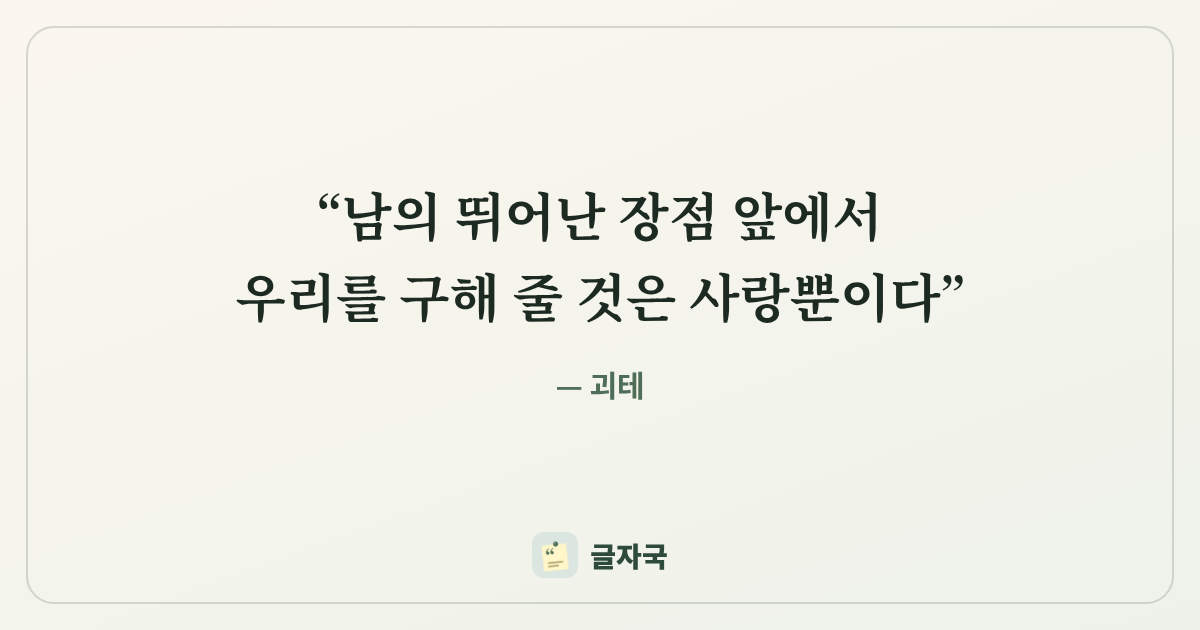 “남의 뛰어난 장점 앞에서
우리를 구해 줄 것은 사랑뿐이다”
— 괴테
글자국